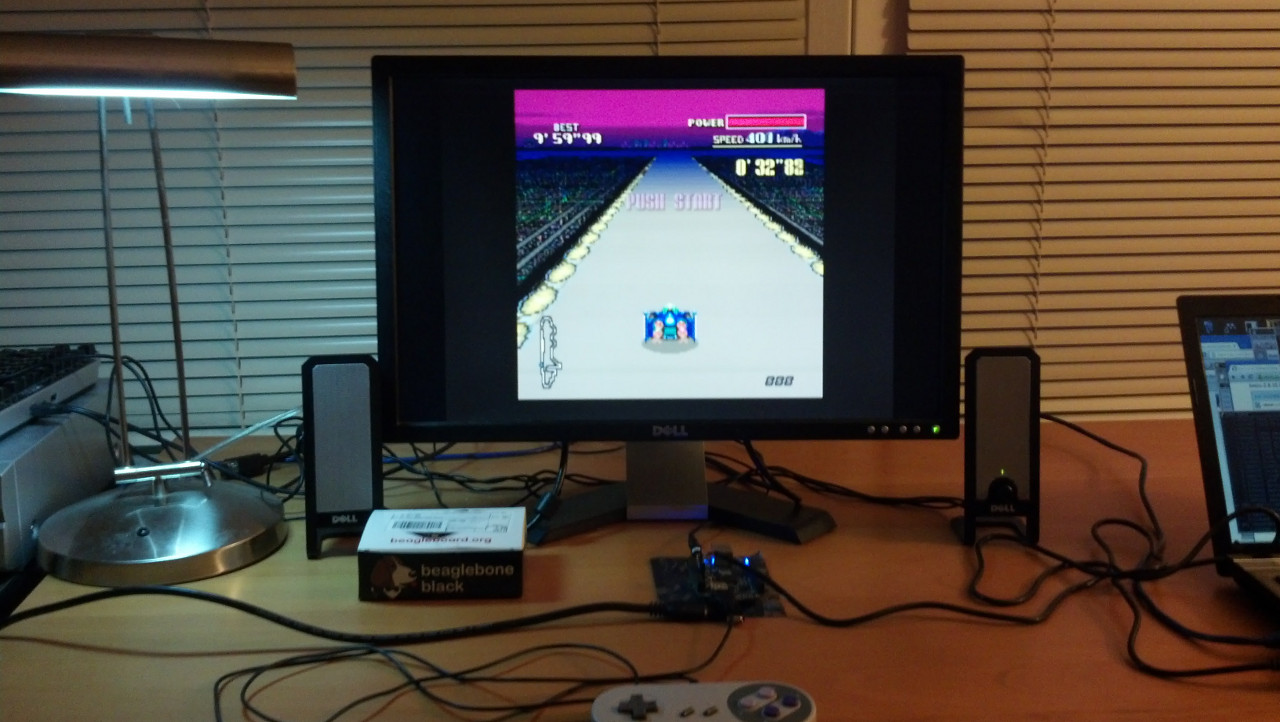 BEST
9'59"99
POWER
SPEED 401 km/h
0'32"83
PUSH START
DELL
DELL
DELL
beagleboard.org
beaglebone
black